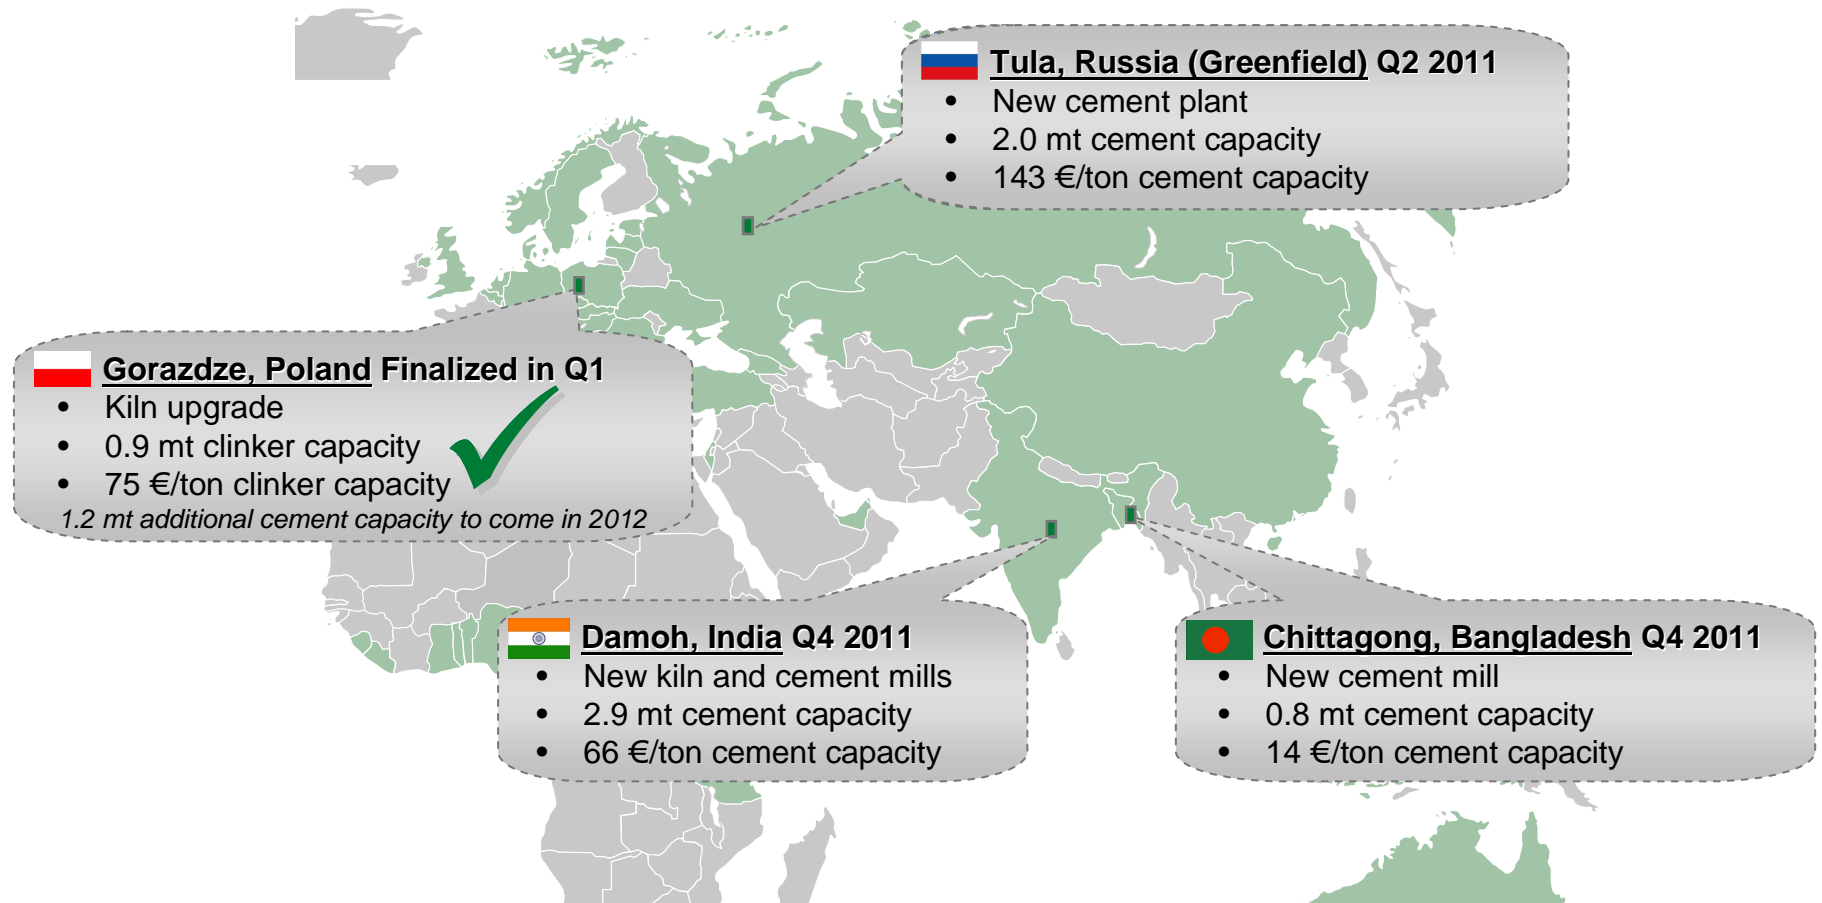 Tula, Russia (Greenfield) Q2 2011
• New cement plant
• 2.0 mt cement capacity
• 143 €/ton cement capacity
Gorazdze, Poland Finalized in Q1
• Kiln upgrade
• 0.9 mt clinker capacity
• 75 €/ton clinker capacity
1.2 mt additional cement capacity to come in 2012
Damoh, India Q4 2011
• New kiln and cement mills
• 2.9 mt cement capacity
• 66 €/ton cement capacity
Chittagong, Bangladesh Q4 2011
• New cement mill
• 0.8 mt cement capacity
• 14 €/ton cement capacity